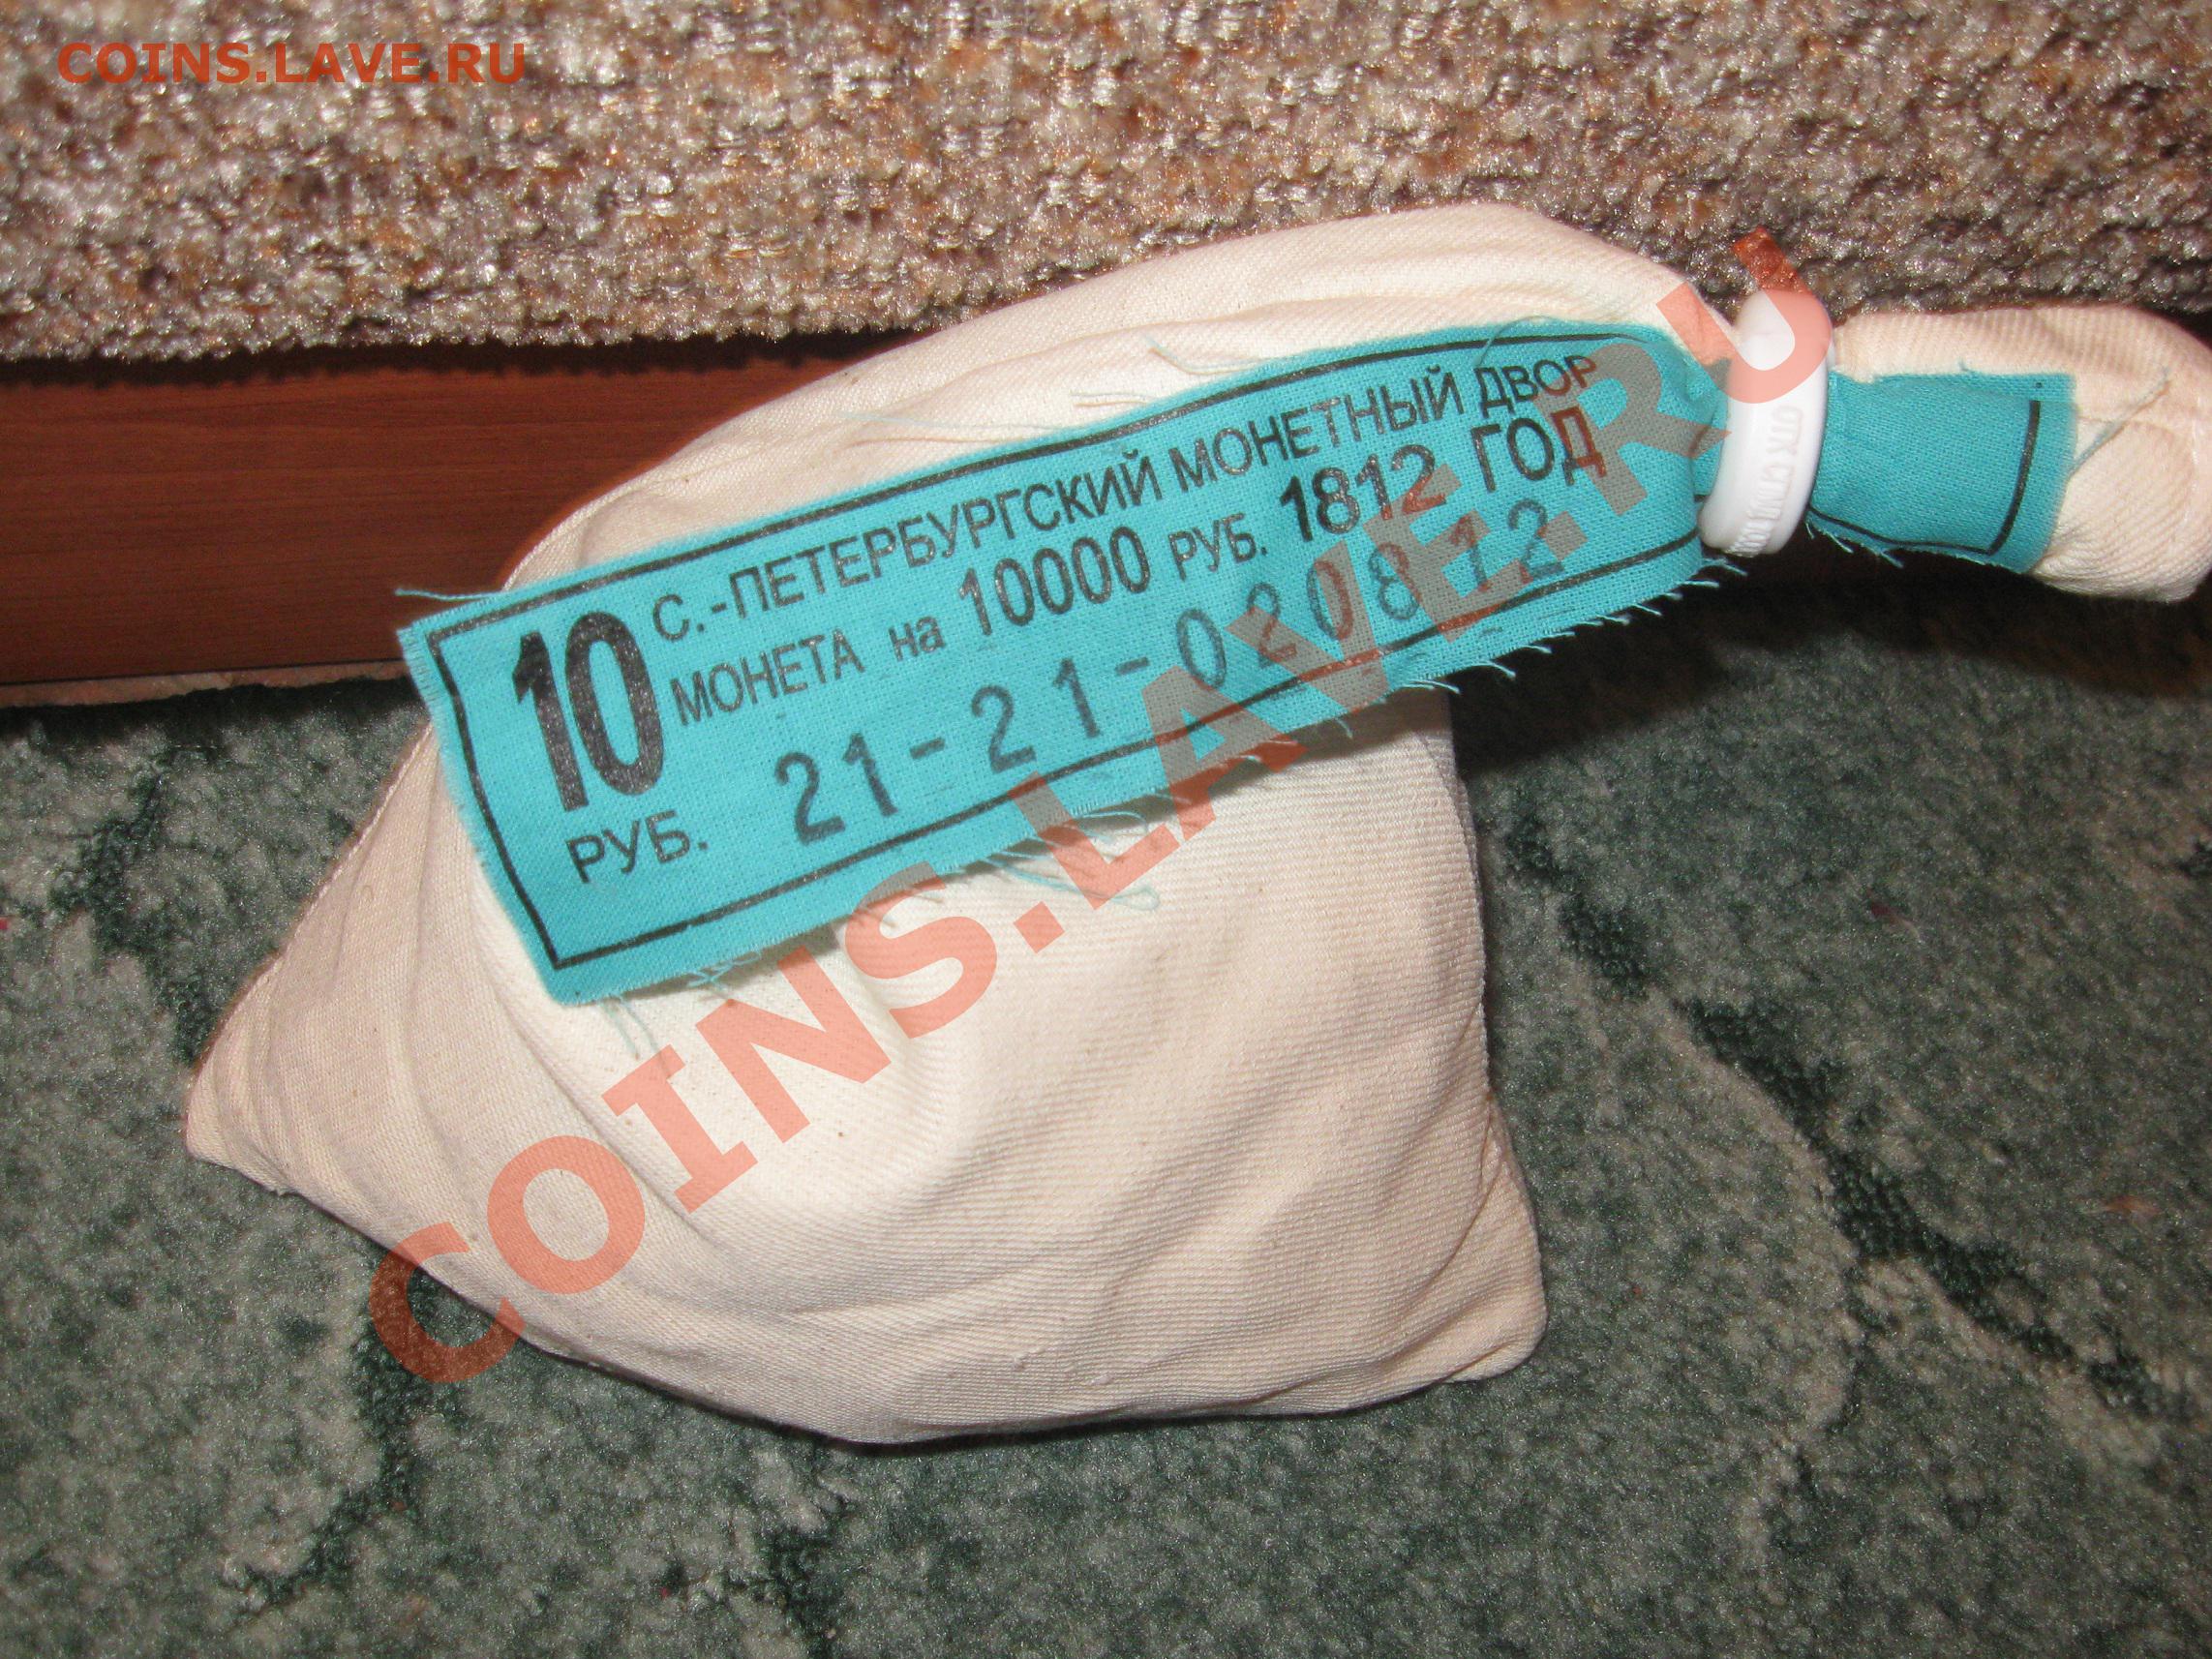 COINS.LAVE.RU
С.-ПЕТЕРБУРГСКИЙ МОНЕТНЫЙ ДВОР
10 МОНЕТА на 10000 РУБ. 1812 ГОД
РУБ. 21-21-020812
COINS.LAVE.RU
ОТК